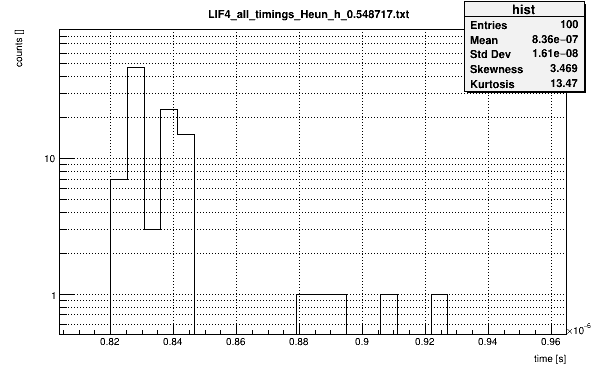 LIF4_all_timings_Heun_h_0.548717.txt
hist
Entries 100
Mean 8.36e−07
Std Dev 1.61e−08
Skewness 3.469
Kurtosis 13.47
counts []
10
1
0.82 0.84 0.86 0.88 0.9 0.92 0.94 0.96
×10⁻⁶
time [s]